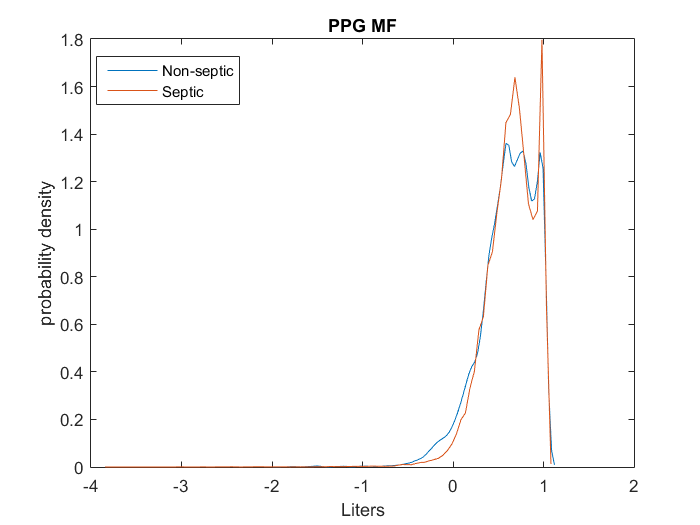 PPG MF
1.8
1.6
1.4
1.2
1
0.8
0.6
0.4
0.2
0
probability density
Non-septic
Septic
-4 -3 -2 -1 0 1 2
Liters